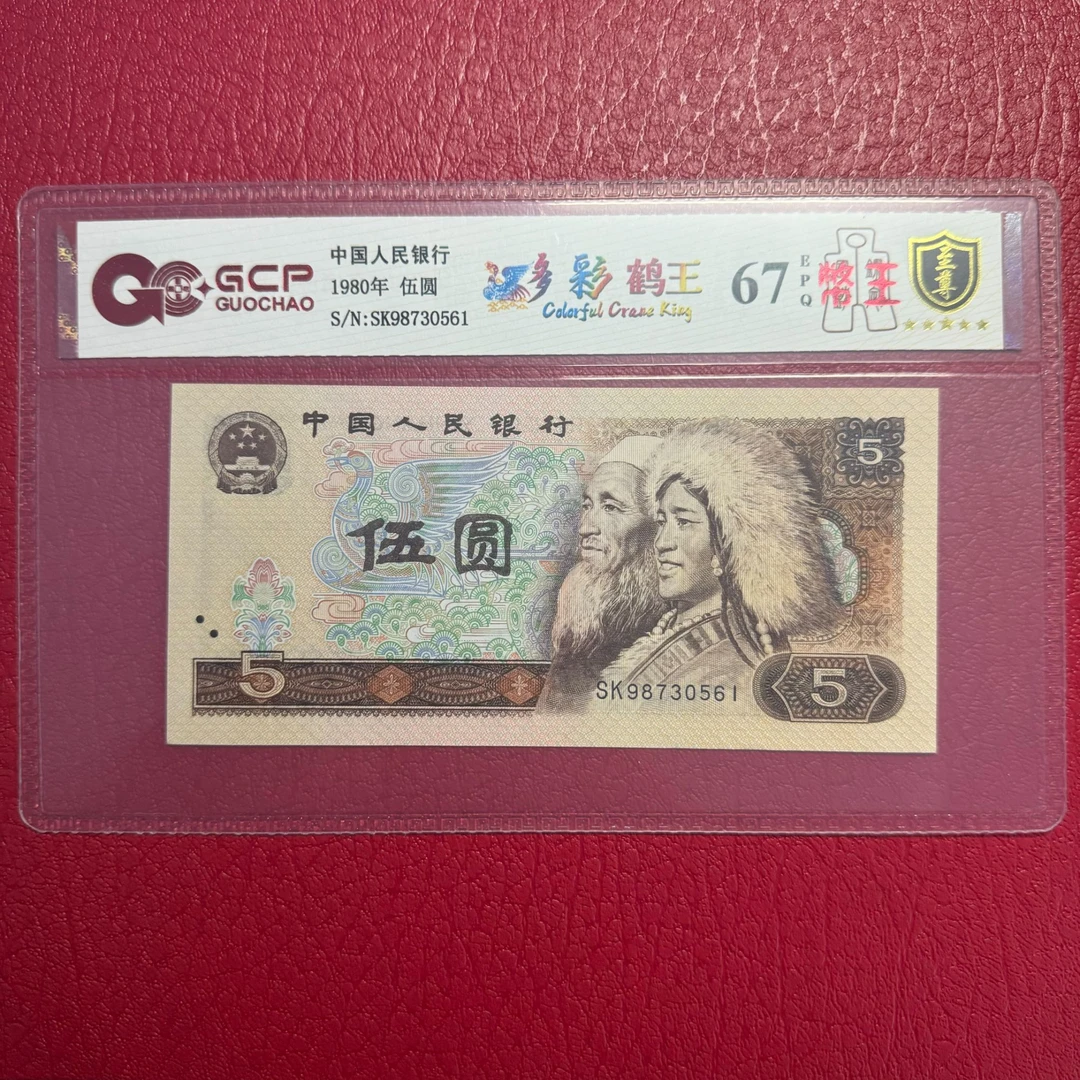 GCP
GUOCHAO
中国人民银行
1980年 伍圆
S/N:SK98730561
多彩 鹤王
Colorful Crane King
67
EPQ
至尊
中国人民银行
5
伍圆
5
SK98730561
5